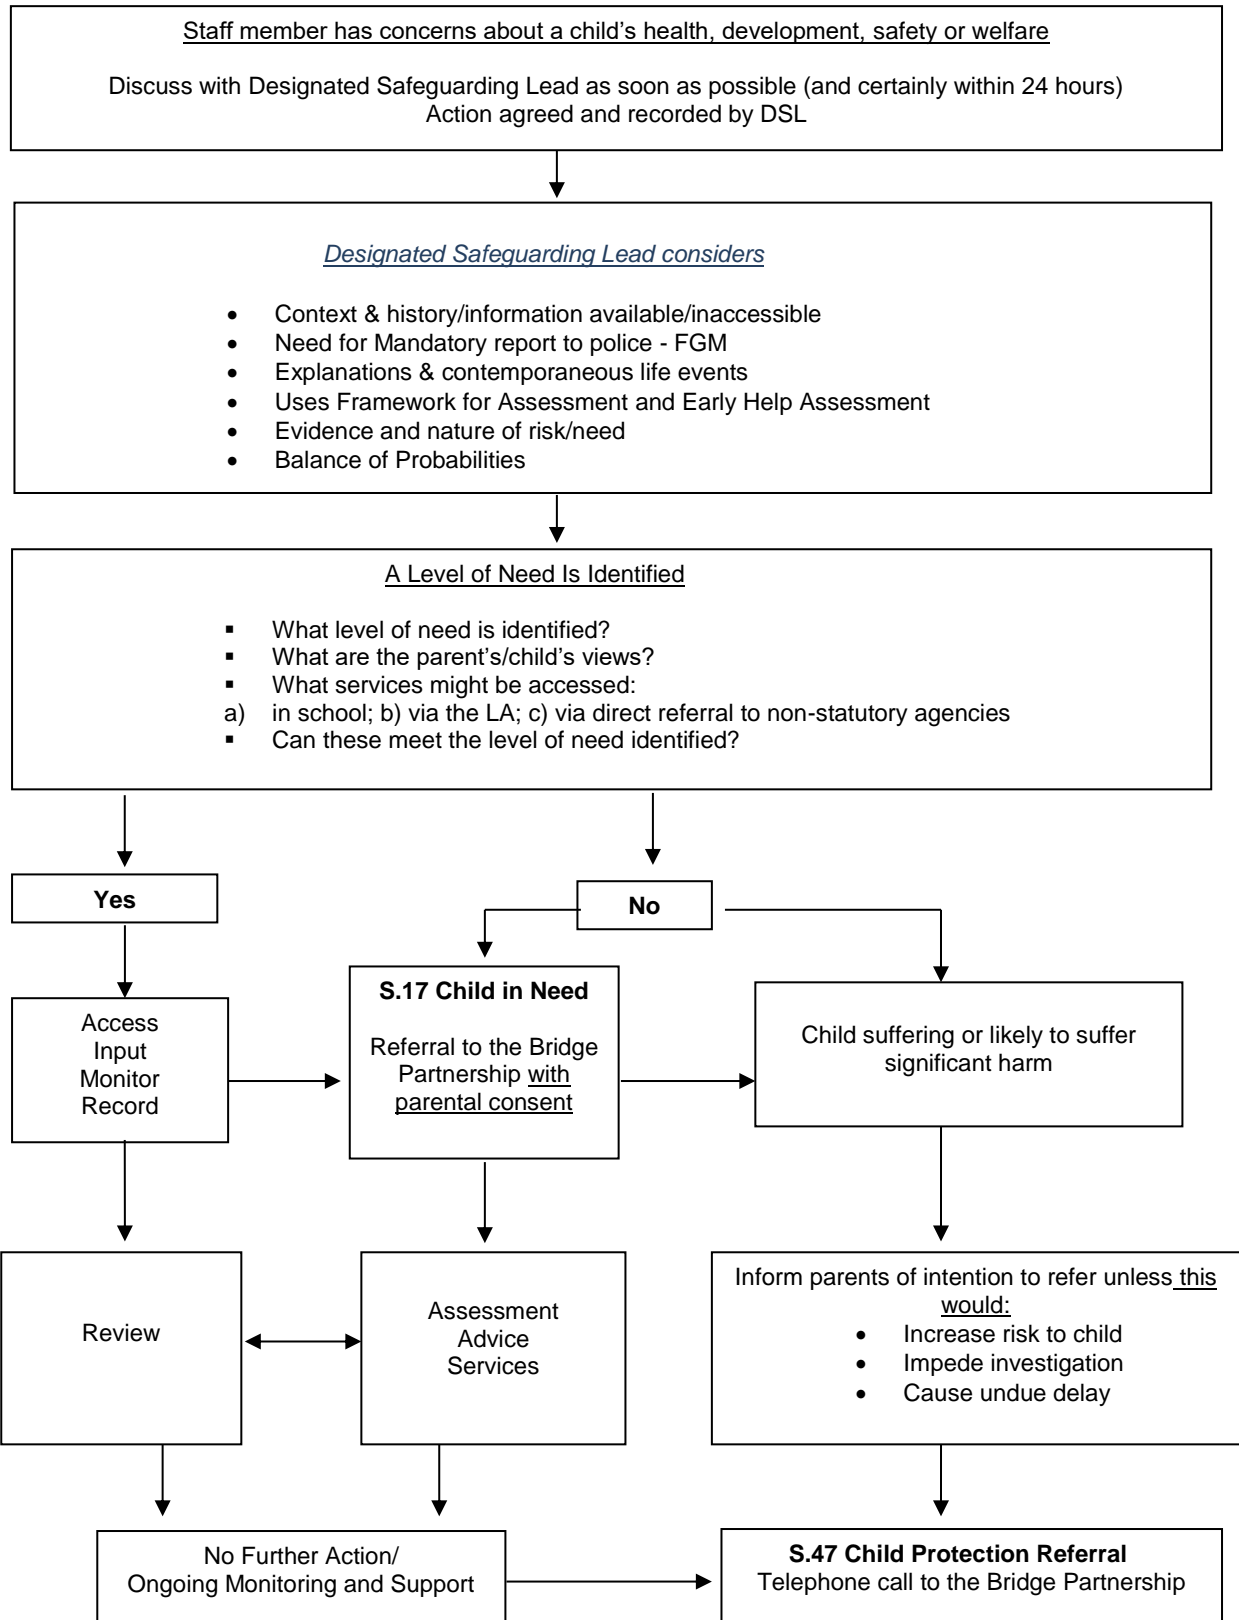 Staff member has concerns about a child's health, development, safety or welfare
Discuss with Designated Safeguarding Lead as soon as possible (and certainly within 24 hours)
Action agreed and recorded by DSL
Designated Safeguarding Lead considers
• Context & history/information available/inaccessible
• Need for Mandatory report to police - FGM
• Explanations & contemporaneous life events
• Uses Framework for Assessment and Early Help Assessment
• Evidence and nature of risk/need
• Balance of Probabilities
A Level of Need Is Identified
▪ What level of need is identified?
▪ What are the parent's/child's views?
▪ What services might be accessed:
a) in school; b) via the LA; c) via direct referral to non-statutory agencies
▪ Can these meet the level of need identified?
Yes
No
Access
Input
Monitor
Record
S.17 Child in Need
Referral to the Bridge
Partnership with
parental consent
Child suffering or likely to suffer
significant harm
Review
Assessment
Advice
Services
Inform parents of intention to refer unless this
would:
• Increase risk to child
• Impede investigation
• Cause undue delay
No Further Action/
Ongoing Monitoring and Support
S.47 Child Protection Referral
Telephone call to the Bridge Partnership